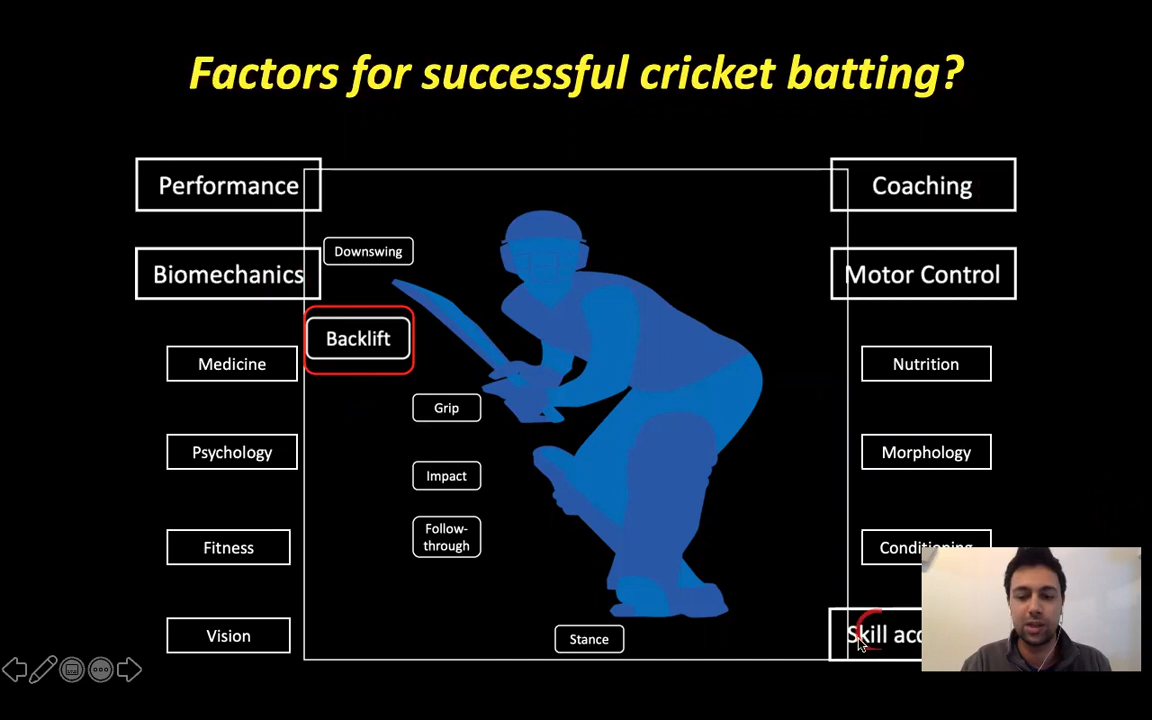 Factors for successful cricket batting?
Performance
Coaching
Downswing
Biomechanics
Motor Control
Backlift
Medicine
Nutrition
Grip
Psychology
Morphology
Impact
Follow-
through
Fitness
Conditioning
Vision
Stance
Skill